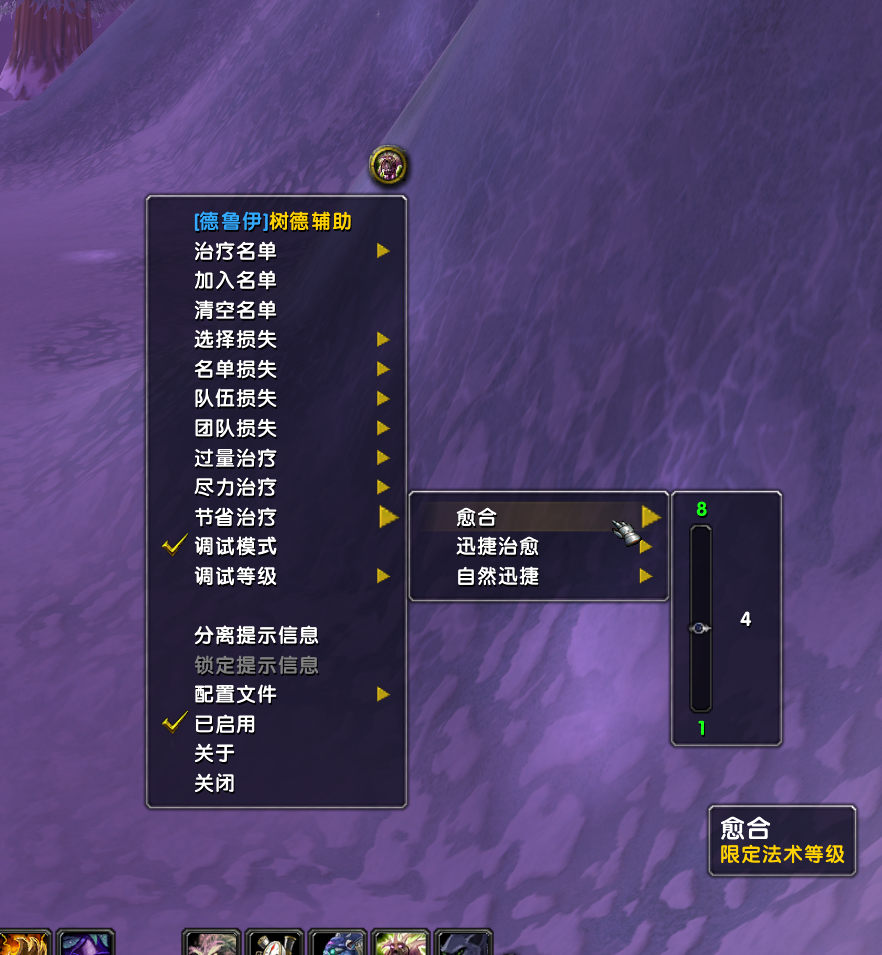 [德鲁伊]树德辅助
治疗名单
加入名单
清空名单
选择损失
名单损失
队伍损失
团队损失
过量治疗
尽力治疗
节省治疗
调试模式
调试等级
分离提示信息
锁定提示信息
配置文件
已启用
关于
关闭
愈合
迅捷治愈
自然迅捷
8
4
1
愈合
限定法术等级